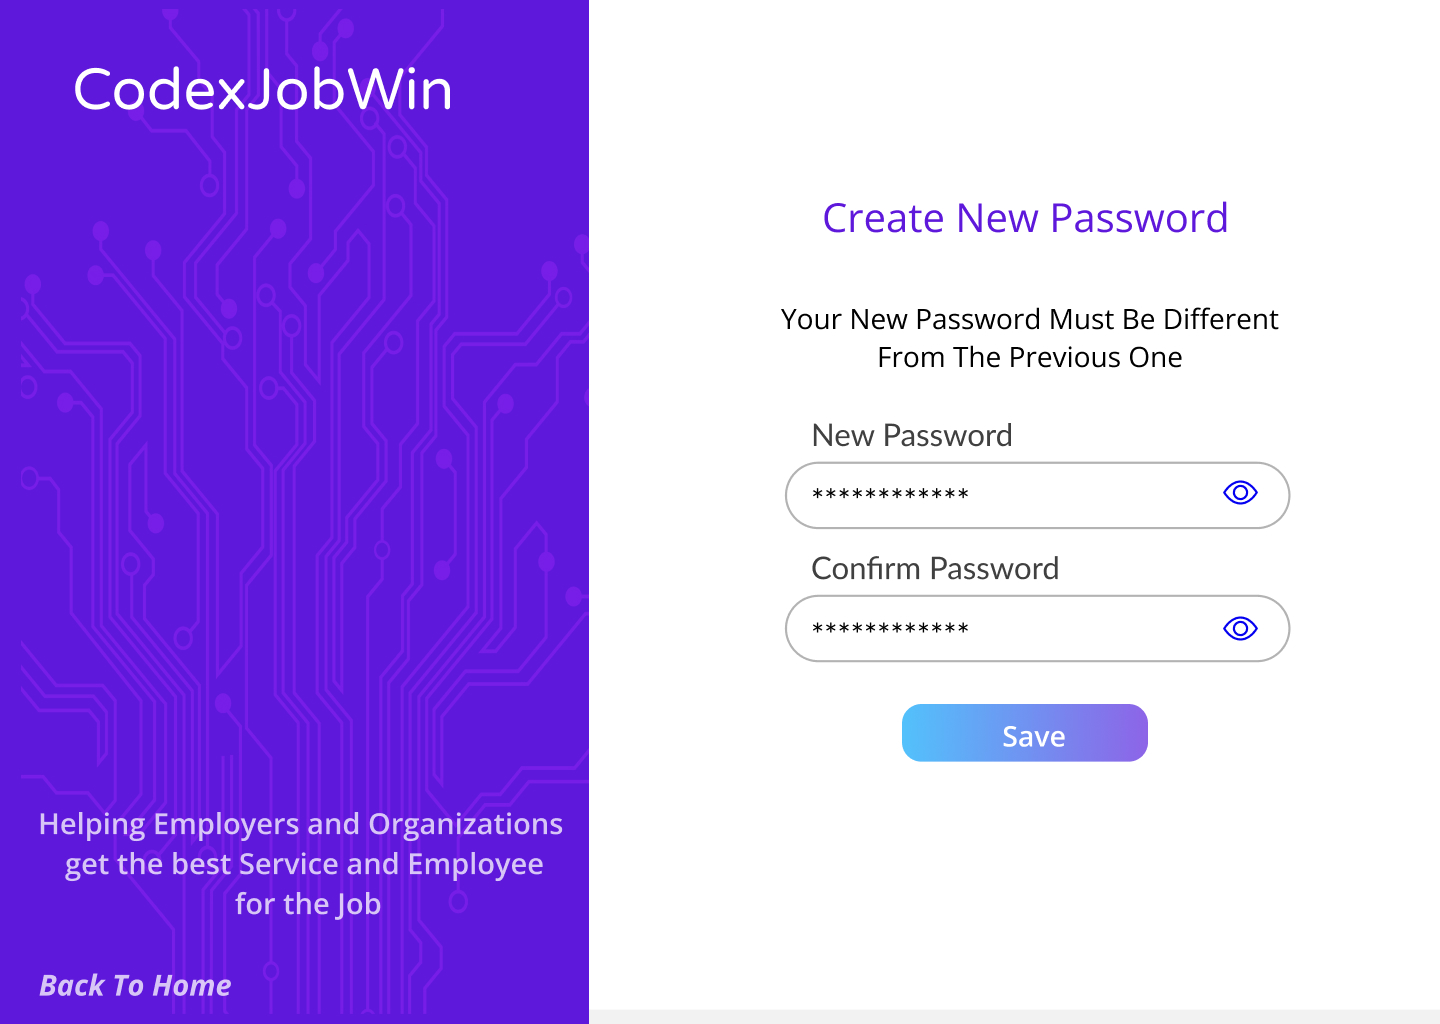 CodexJobWin
Helping Employers and Organizations
get the best Service and Employee
for the Job
Back To Home
Create New Password
Your New Password Must Be Different
From The Previous One
New Password
************
Confirm Password
************
Save